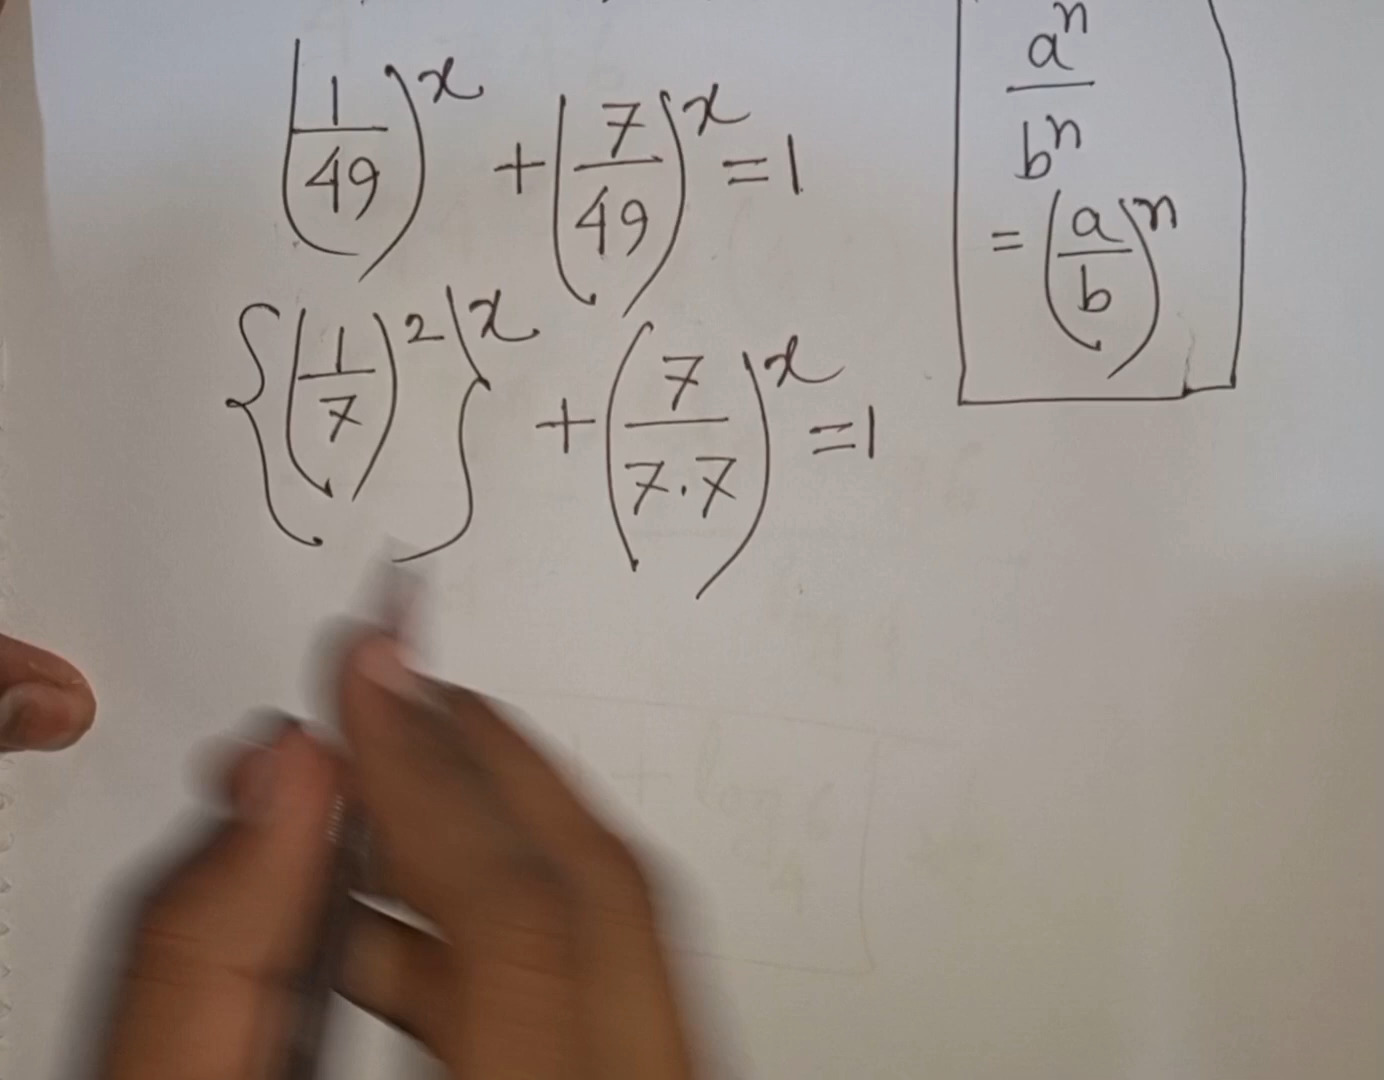 (1/49)^x + (7/49)^x = 1
{(1/7)^2}^x + (7/7.7)^x = 1
a^n
b^n
= (a/b)^n